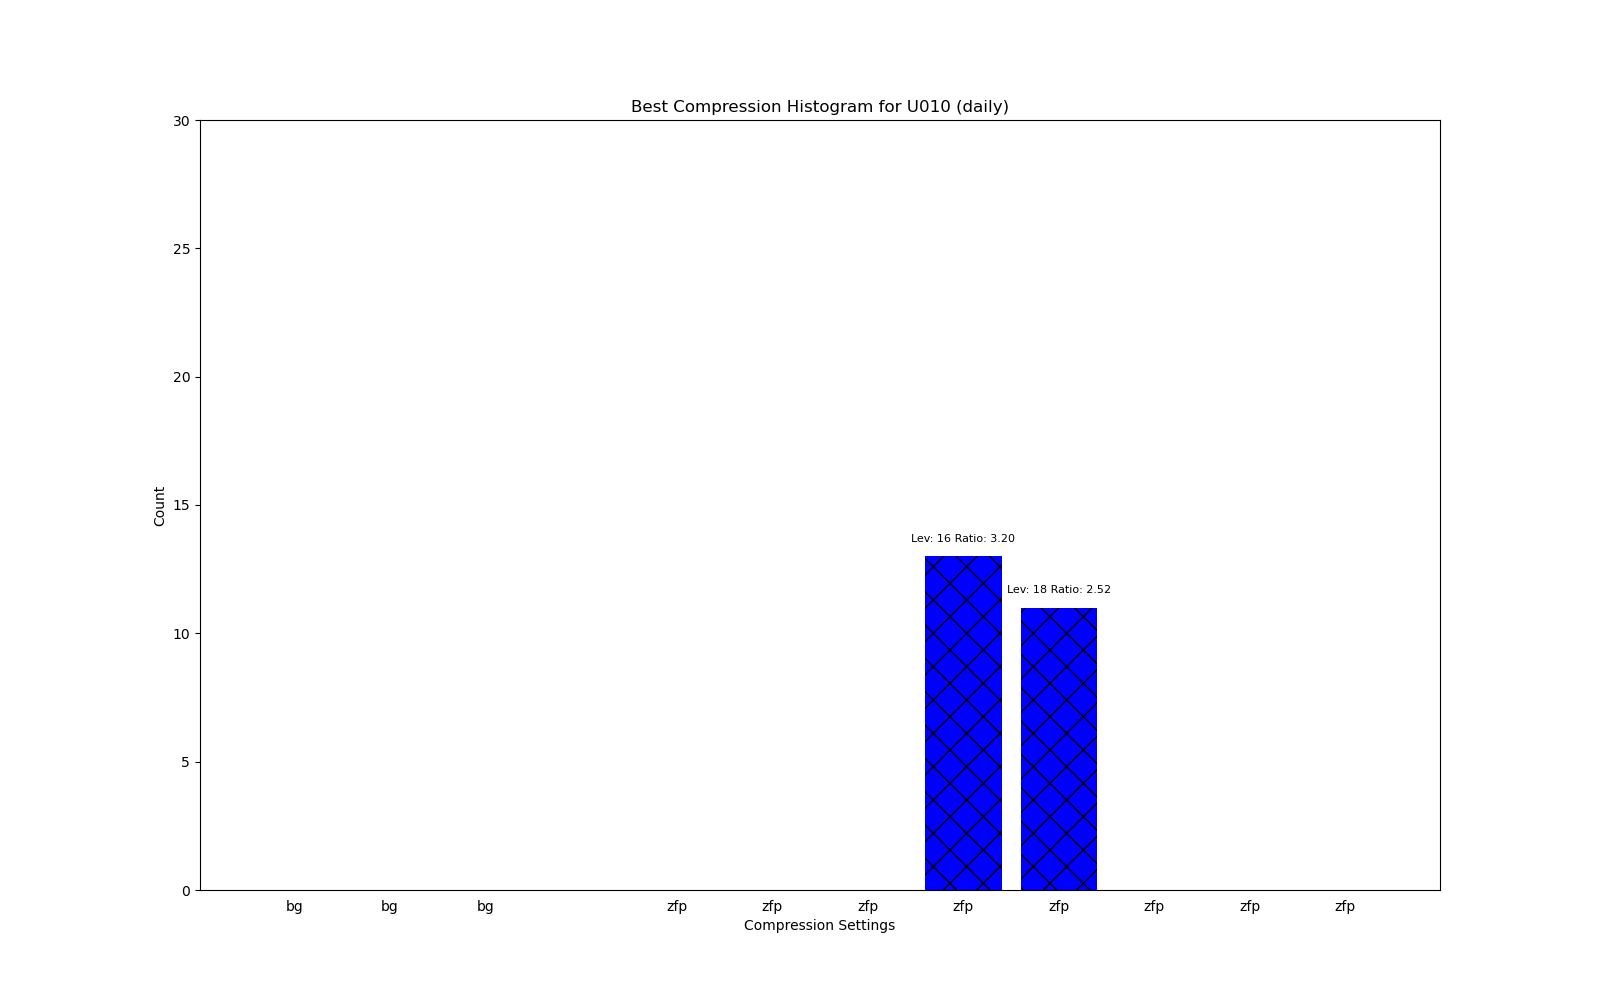 Best Compression Histogram for U010 (daily)
30
25
20
15
10
5
0
Count
Lev: 16 Ratio: 3.20
Lev: 18 Ratio: 2.52
bg bg bg zfp zfp zfp zfp zfp zfp zfp zfp
Compression Settings